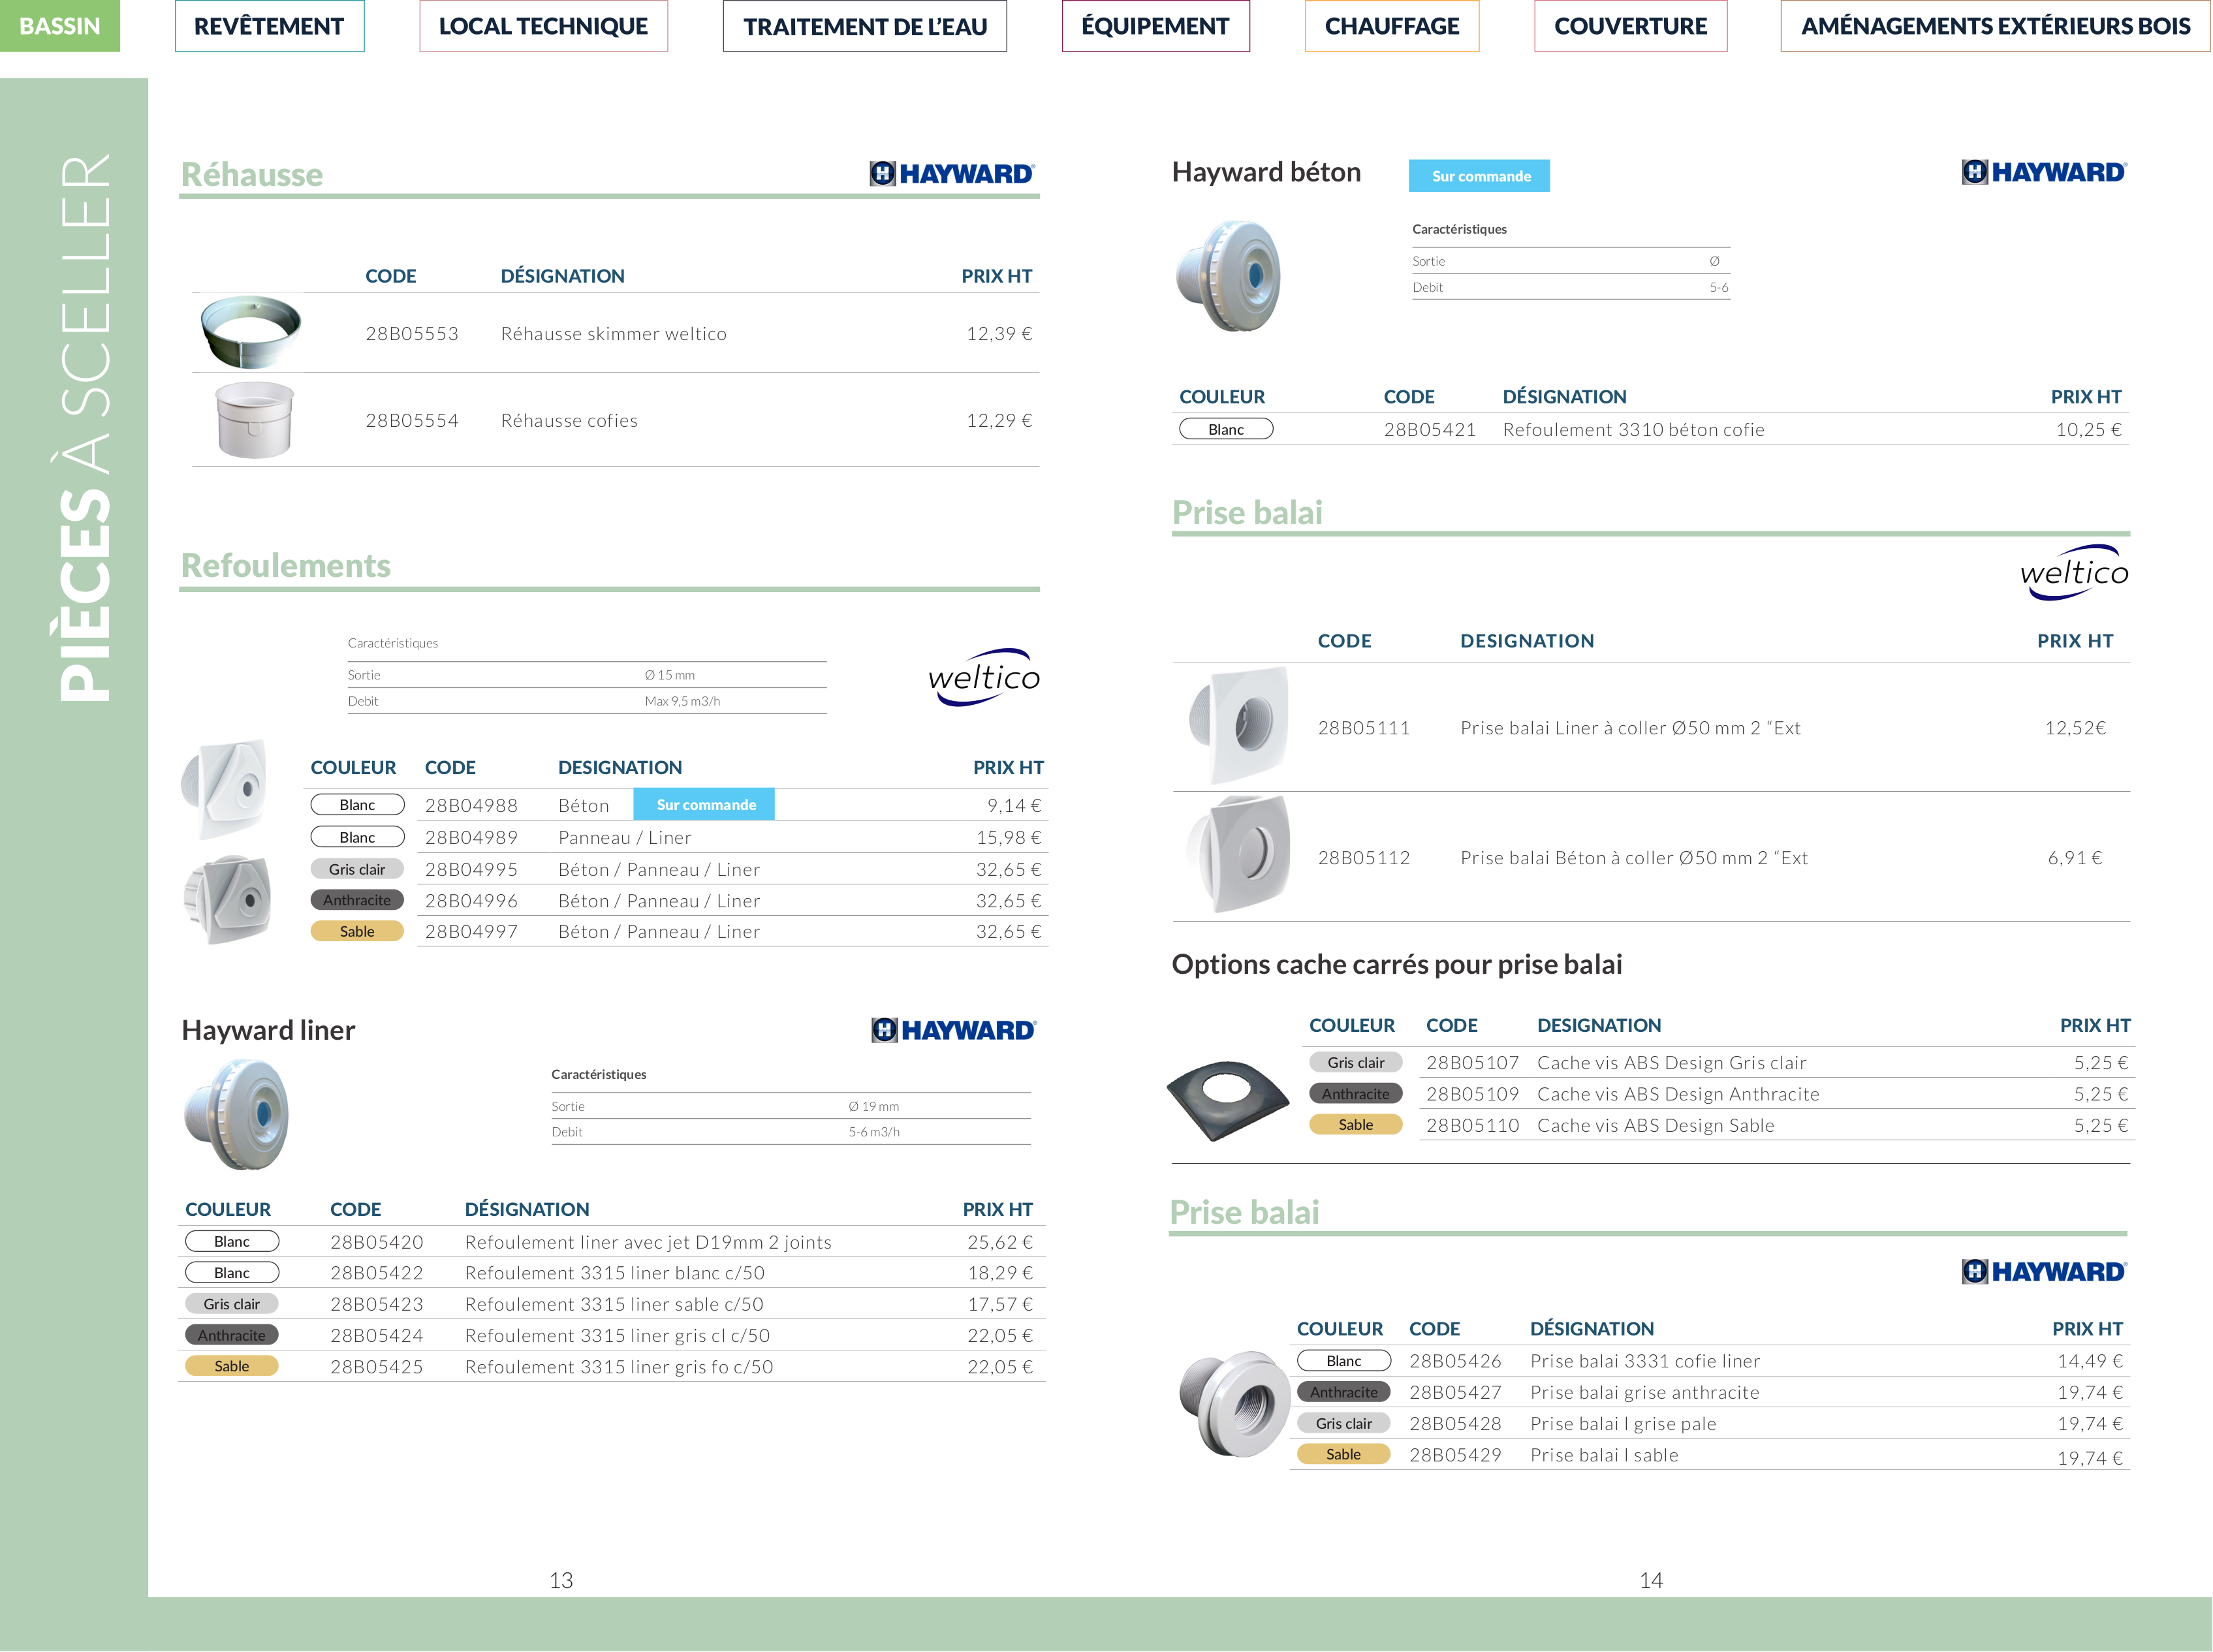 BASSIN REVÊTEMENT LOCAL TECHNIQUE TRAITEMENT DE L'EAU ÉQUIPEMENT CHAUFFAGE COUVERTURE AMÉNAGEMENTS EXTÉRIEURS BOIS
PIÈCES À SCELLER
Réhausse HAYWARD®
CODE DÉSIGNATION PRIX HT
28B05553 Réhausse skimmer weltico 12,39 €
28B05554 Réhausse cofies 12,29 €
Refoulements
Caractéristiques
Sortie Ø 15 mm
Debit Max 9,5 m3/h
weltico
COULEUR CODE DESIGNATION PRIX HT
Blanc 28B04988 Béton Sur commande 9,14 €
Blanc 28B04989 Panneau / Liner 15,98 €
Gris clair 28B04995 Béton / Panneau / Liner 32,65 €
Anthracite 28B04996 Béton / Panneau / Liner 32,65 €
Sable 28B04997 Béton / Panneau / Liner 32,65 €
Hayward liner HAYWARD®
Caractéristiques
Sortie Ø 19 mm
Debit 5-6 m3/h
COULEUR CODE DÉSIGNATION PRIX HT
Blanc 28B05420 Refoulement liner avec jet D19mm 2 joints 25,62 €
Blanc 28B05422 Refoulement 3315 liner blanc c/50 18,29 €
Gris clair 28B05423 Refoulement 3315 liner sable c/50 17,57 €
Anthracite 28B05424 Refoulement 3315 liner gris cl c/50 22,05 €
Sable 28B05425 Refoulement 3315 liner gris fo c/50 22,05 €
13
Hayward béton Sur commande HAYWARD®
Caractéristiques
Sortie Ø
Debit 5-6
COULEUR CODE DÉSIGNATION PRIX HT
Blanc 28B05421 Refoulement 3310 béton cofie 10,25 €
Prise balai
weltico
CODE DESIGNATION PRIX HT
28B05111 Prise balai Liner à coller Ø50 mm 2 “Ext 12,52€
28B05112 Prise balai Béton à coller Ø50 mm 2 “Ext 6,91 €
Options cache carrés pour prise balai
COULEUR CODE DESIGNATION PRIX HT
Gris clair 28B05107 Cache vis ABS Design Gris clair 5,25 €
Anthracite 28B05109 Cache vis ABS Design Anthracite 5,25 €
Sable 28B05110 Cache vis ABS Design Sable 5,25 €
Prise balai
HAYWARD®
COULEUR CODE DÉSIGNATION PRIX HT
Blanc 28B05426 Prise balai 3331 cofie liner 14,49 €
Anthracite 28B05427 Prise balai grise anthracite 19,74 €
Gris clair 28B05428 Prise balai l grise pale 19,74 €
Sable 28B05429 Prise balai l sable 19,74 €
14